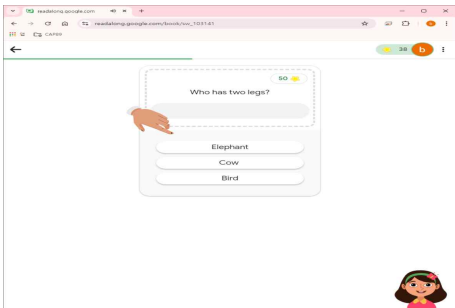 readalong.google.com
readalong.google.com/book/sw_103141
CAPER
38
b
50
Who has two legs?
Elephant
Cow
Bird